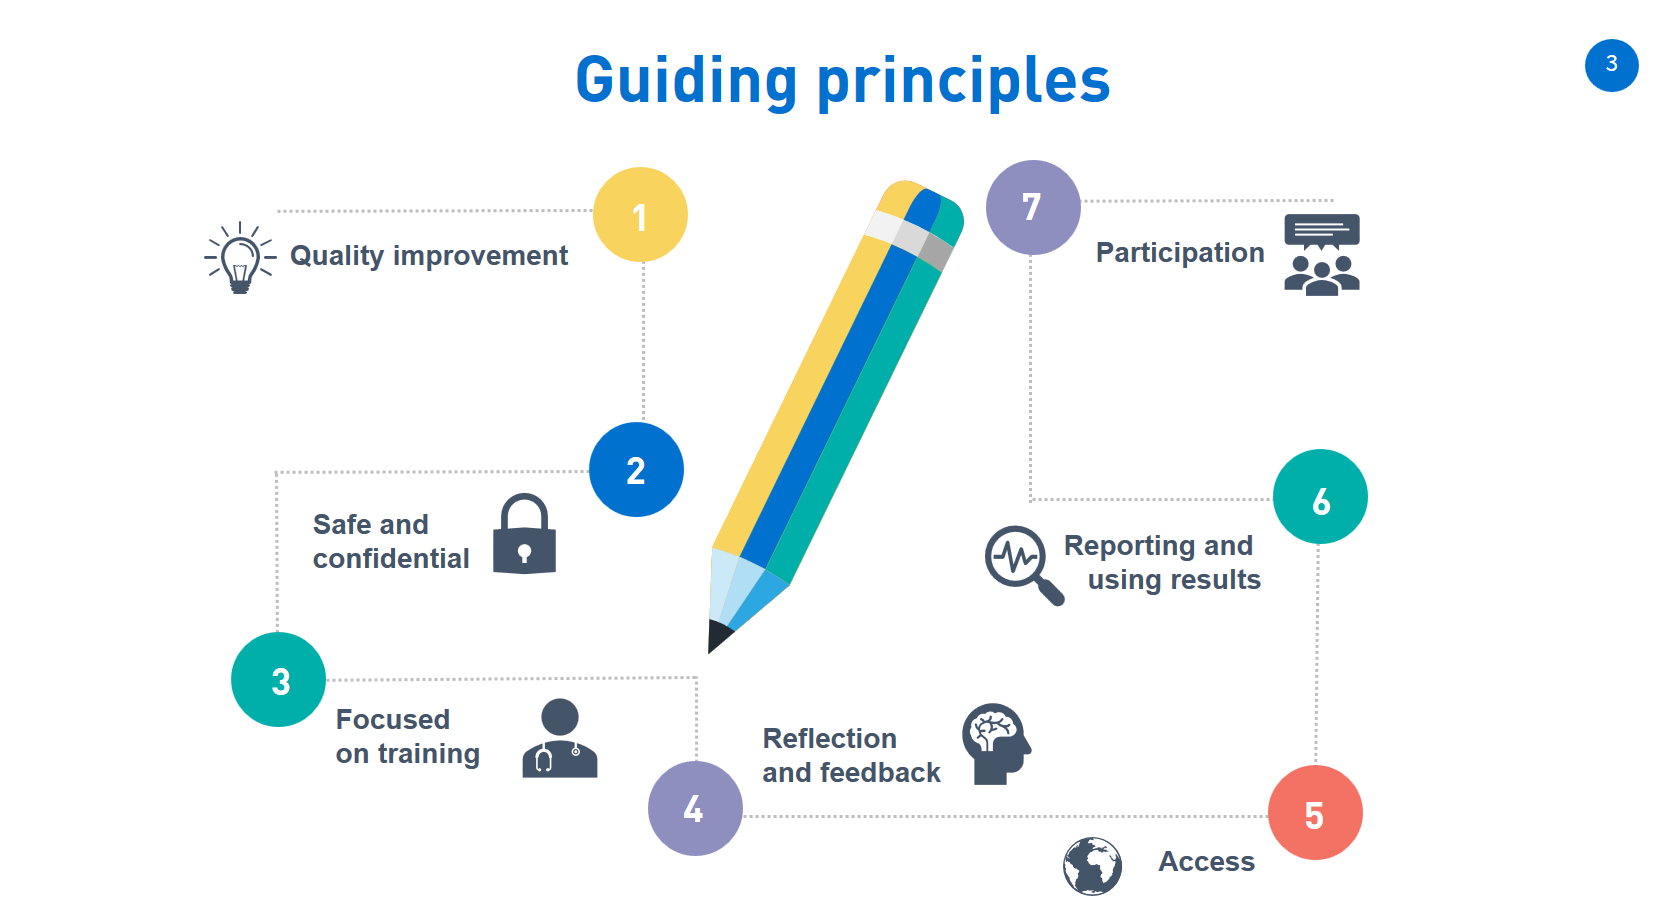 Guiding principles
3
1
Quality improvement
2
Safe and
confidential
3
Focused
on training
4
Reflection
and feedback
5
Access
6
Reporting and
using results
7
Participation